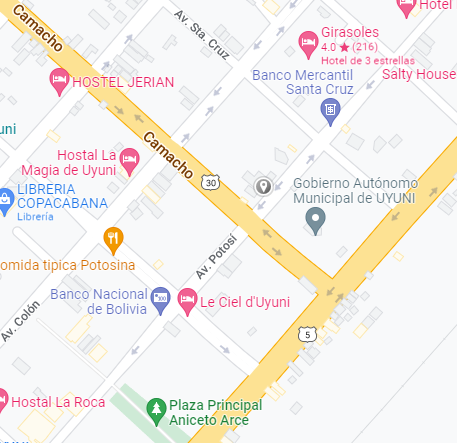 Hotel
Camacho
Av. Sta. Cruz
Girasoles
4.0 ★ (216)
Hotel de 3 estrellas
HOSTEL JERIAN
Banco Mercantil
Santa Cruz
Salty House
uni
Camacho
Hostal La
Magia de Uyuni
30
LIBRERIA
COPACABANA
Librería
Gobierno Autónomo
Municipal de UYUNI
omida tipica Potosina
Av. Potosí
Banco Nacional
de Bolivia
Le Ciel d'Uyuni
Av. Colón
5
Hostal La Roca
Plaza Principal
Aniceto Arce